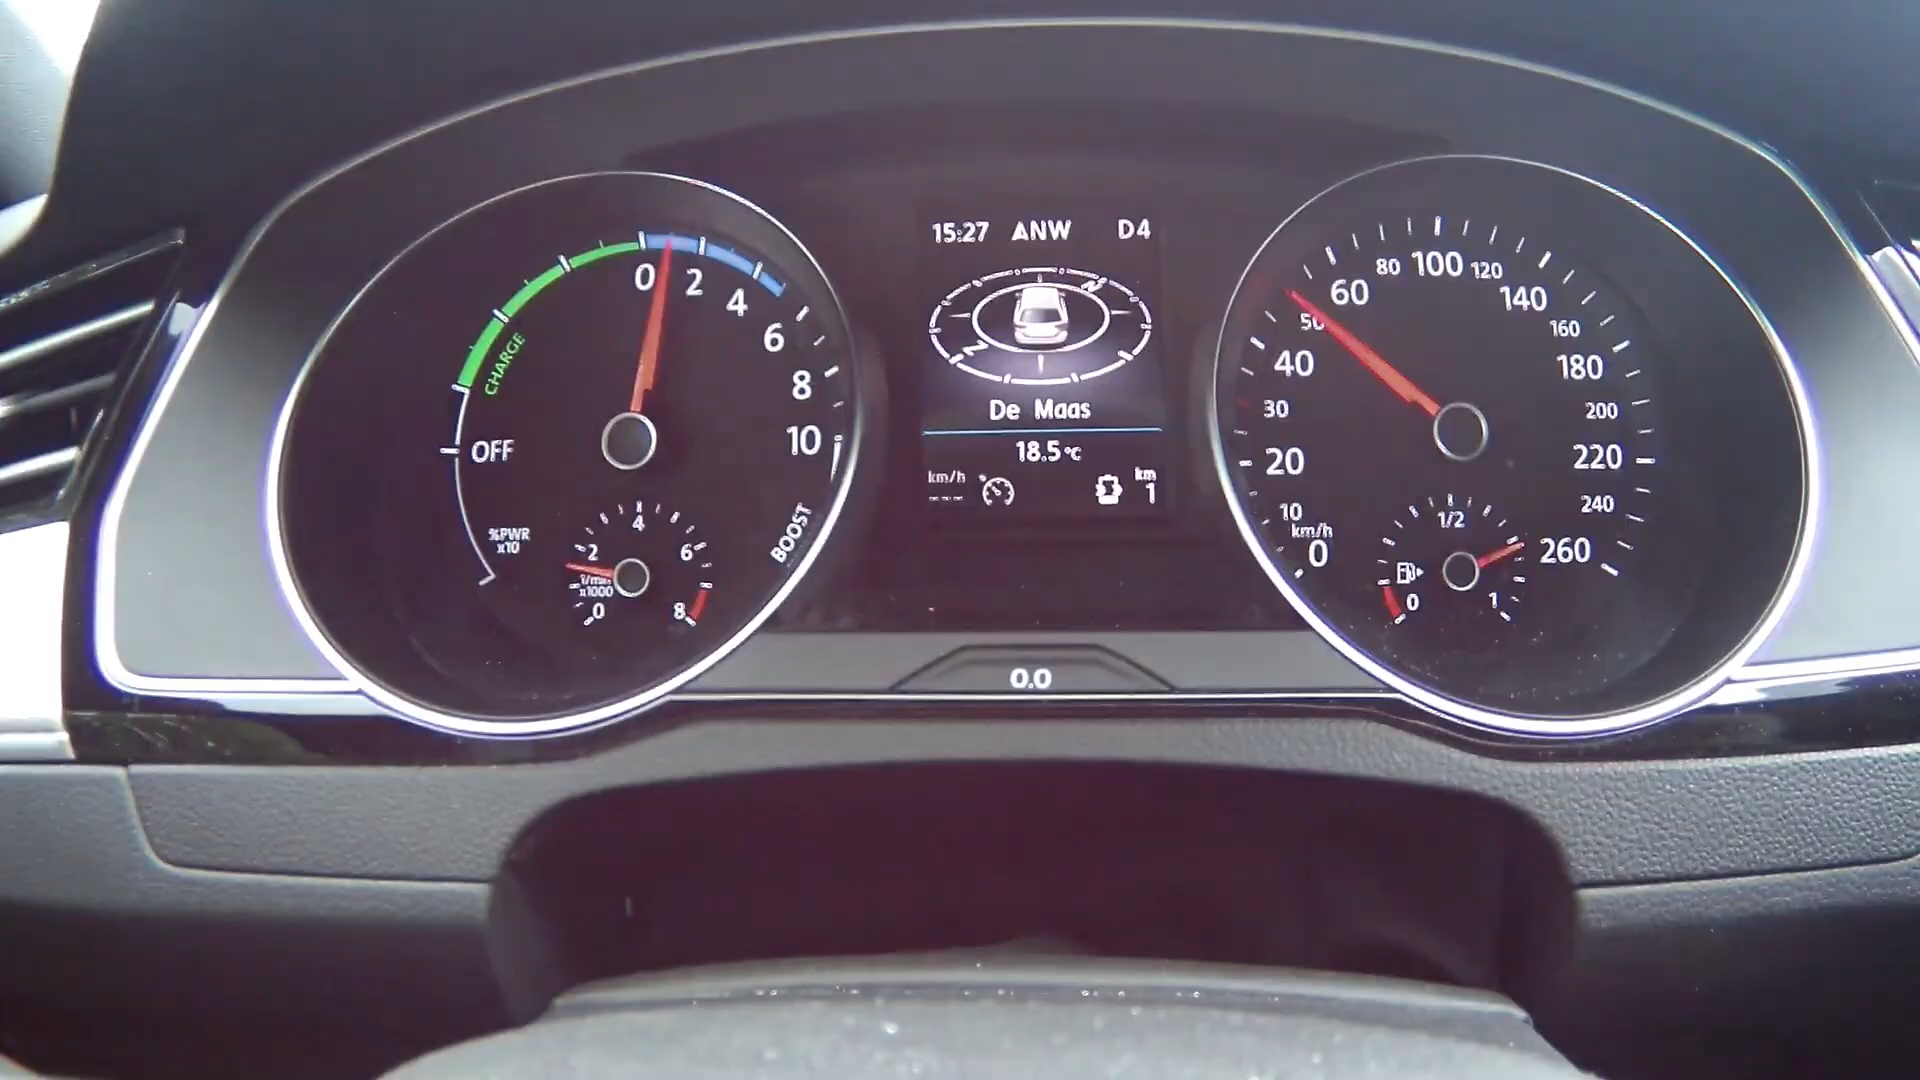 15:27 ANW D4
N
Z
De Maas
18.5 °C
km/h --- km 1
0.0
0 2 4 6 8 10
BOOST
CHARGE
OFF
%PWR
x10
0 2 4 6 8
1/min
x1000
0 10 20 30 40 50 60 80 100 120 140 160 180 200 220 240 260
km/h
0 1/2 1